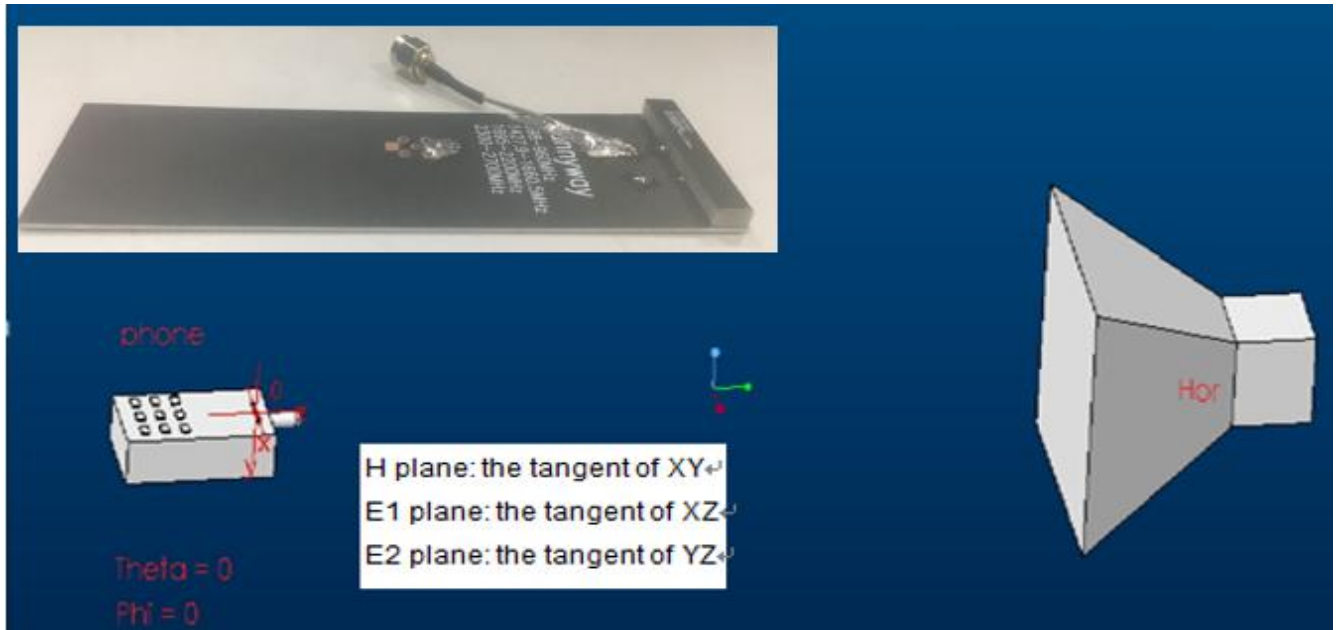 phone
X
y
Hor
H plane: the tangent of XY↵
E1 plane: the tangent of XZ↵
E2 plane: the tangent of YZ↵
Theta = 0
Phi = 0